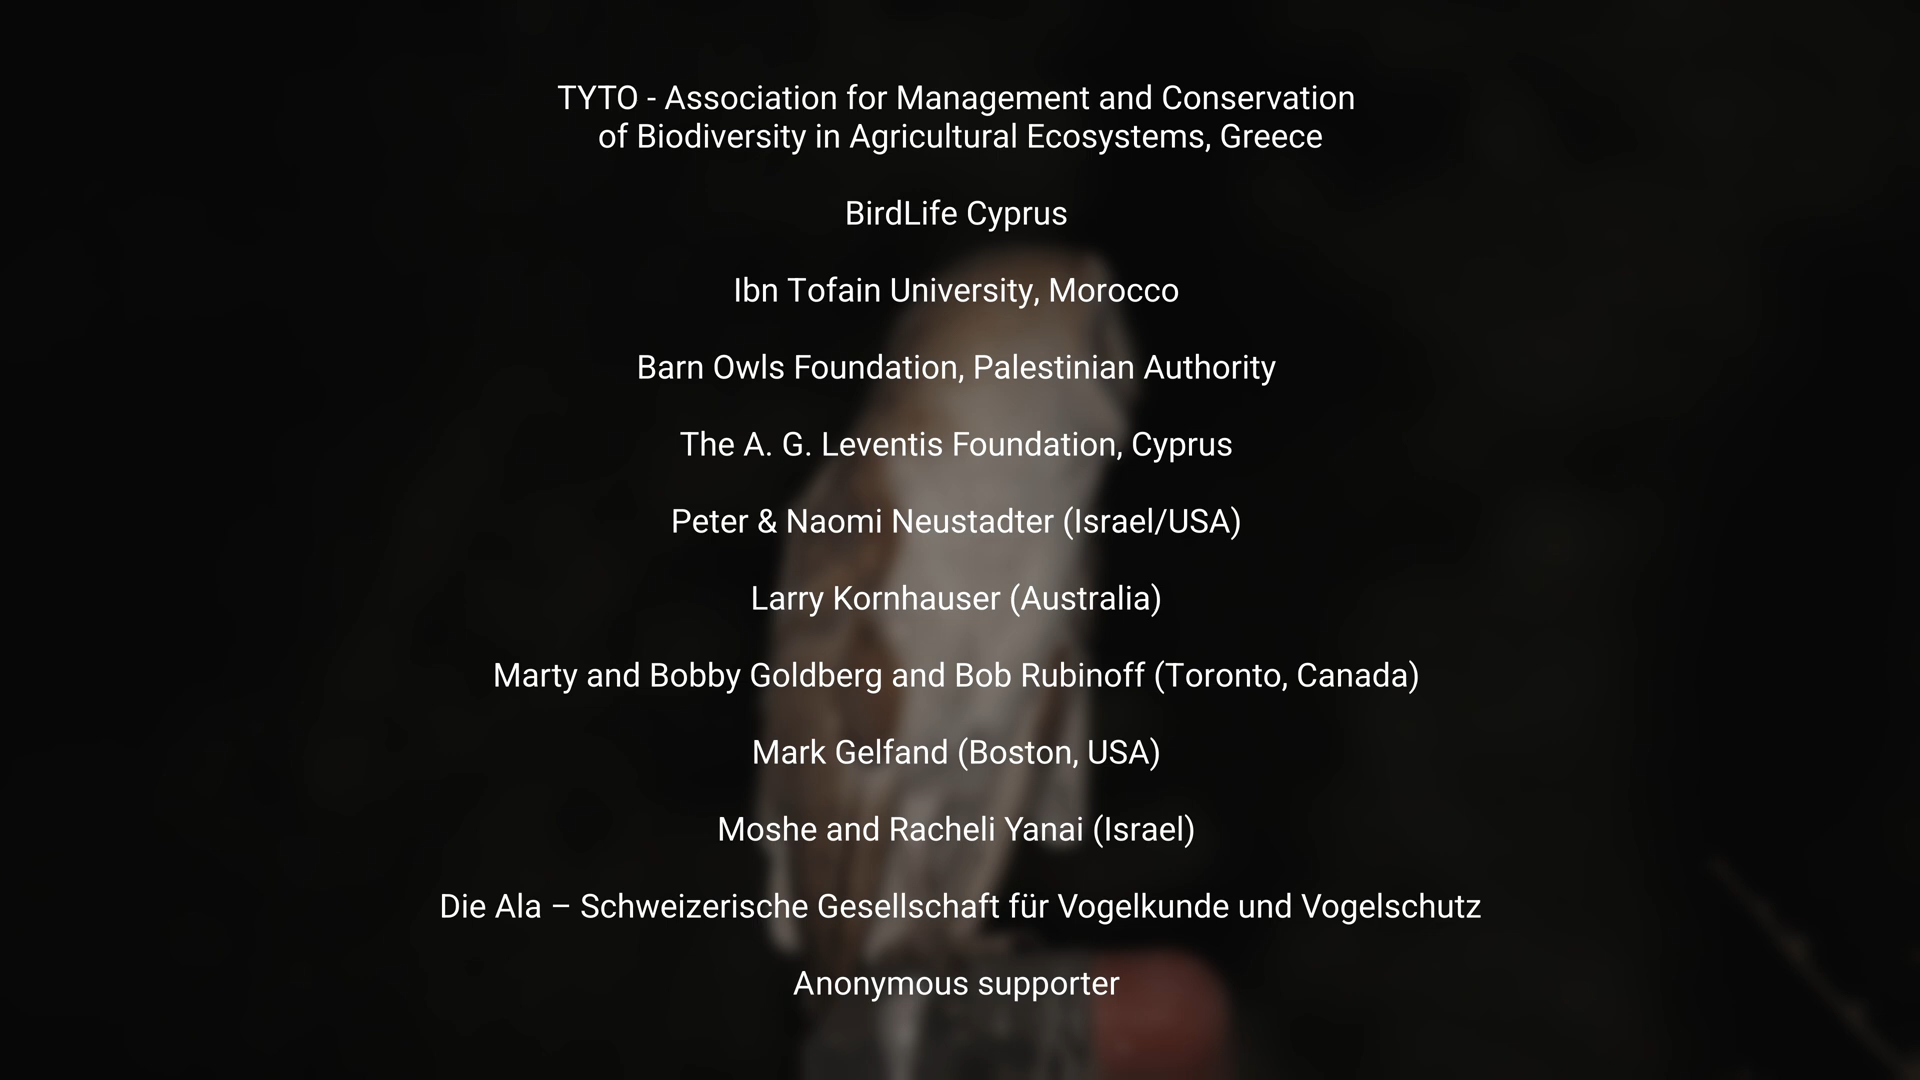 TYTO - Association for Management and Conservation
of Biodiversity in Agricultural Ecosystems, Greece
BirdLife Cyprus
Ibn Tofain University, Morocco
Barn Owls Foundation, Palestinian Authority
The A. G. Leventis Foundation, Cyprus
Peter & Naomi Neustadter (Israel/USA)
Larry Kornhauser (Australia)
Marty and Bobby Goldberg and Bob Rubinoff (Toronto, Canada)
Mark Gelfand (Boston, USA)
Moshe and Racheli Yanai (Israel)
Die Ala – Schweizerische Gesellschaft für Vogelkunde und Vogelschutz
Anonymous supporter